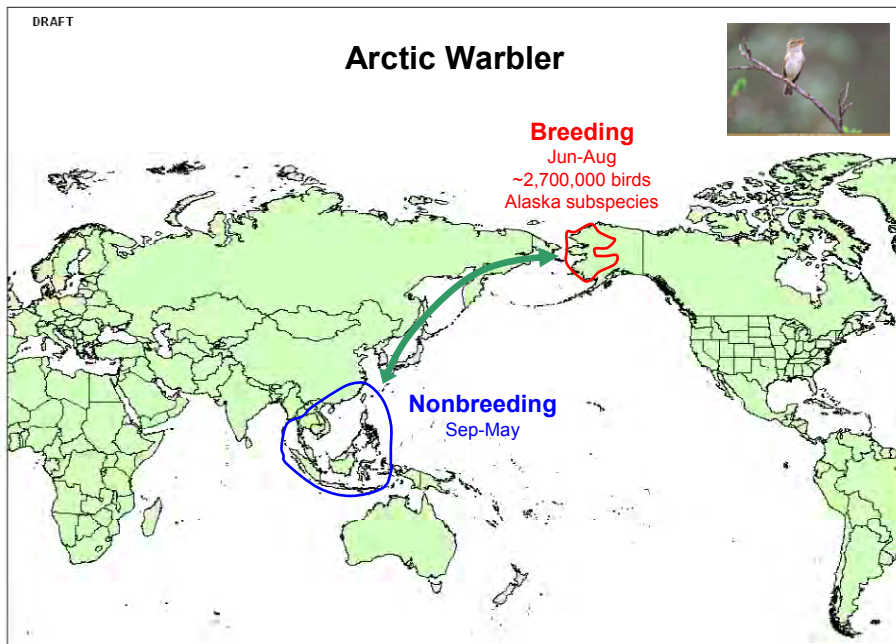 DRAFT
Arctic Warbler
Breeding
Jun-Aug
~2,700,000 birds
Alaska subspecies
Nonbreeding
Sep-May